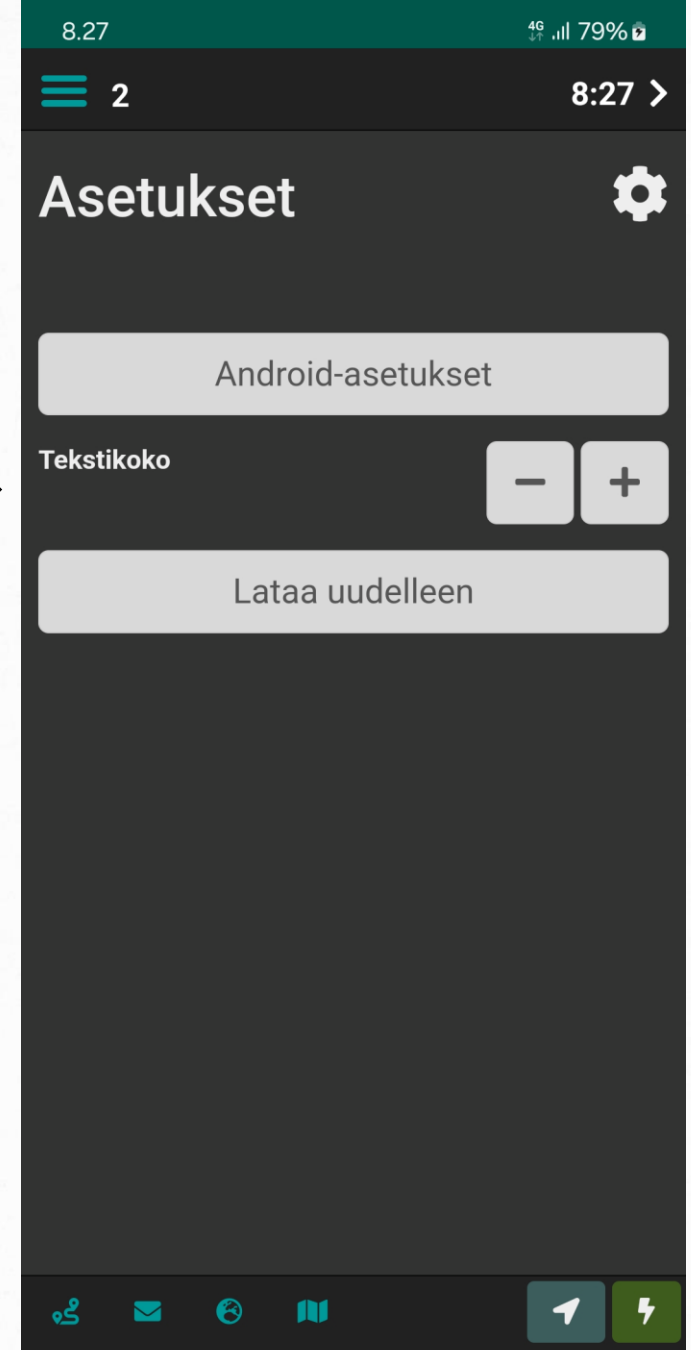 8.27 4G 79%
2 8:27
Asetukset
Android-asetukset
Tekstikoko
Lataa uudelleen